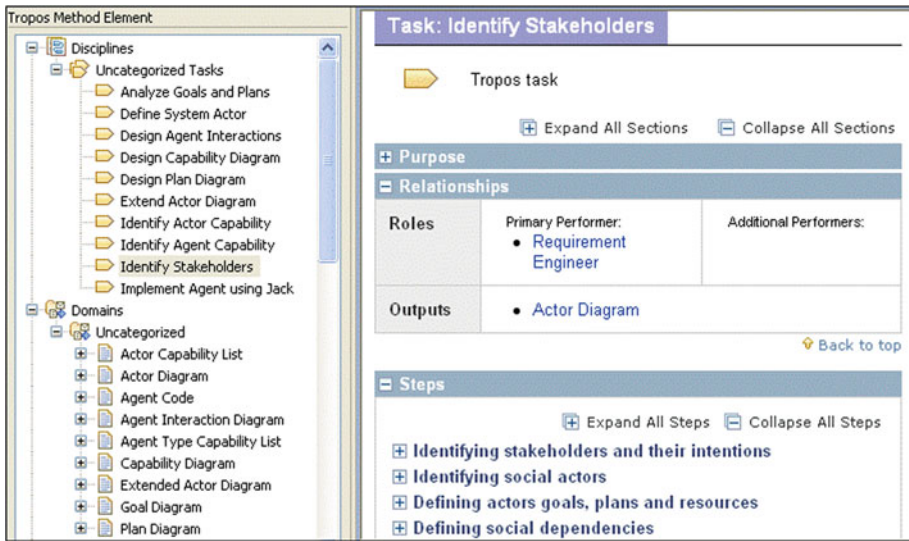 Tropos Method Element
Disciplines
Uncategorized Tasks
Analyze Goals and Plans
Define System Actor
Design Agent Interactions
Design Capability Diagram
Design Plan Diagram
Extend Actor Diagram
Identify Actor Capability
Identify Agent Capability
Identify Stakeholders
Implement Agent using Jack
Domains
Uncategorized
Actor Capability List
Actor Diagram
Agent Code
Agent Interaction Diagram
Agent Type Capability List
Capability Diagram
Extended Actor Diagram
Goal Diagram
Plan Diagram
Task: Identify Stakeholders
Tropos task
Expand All Sections Collapse All Sections
Purpose
Relationships
Roles
Primary Performer:
• Requirement
Engineer
Additional Performers:
Outputs
• Actor Diagram
Back to top
Steps
Expand All Steps Collapse All Steps
Identifying stakeholders and their intentions
Identifying social actors
Defining actors goals, plans and resources
Defining social dependencies